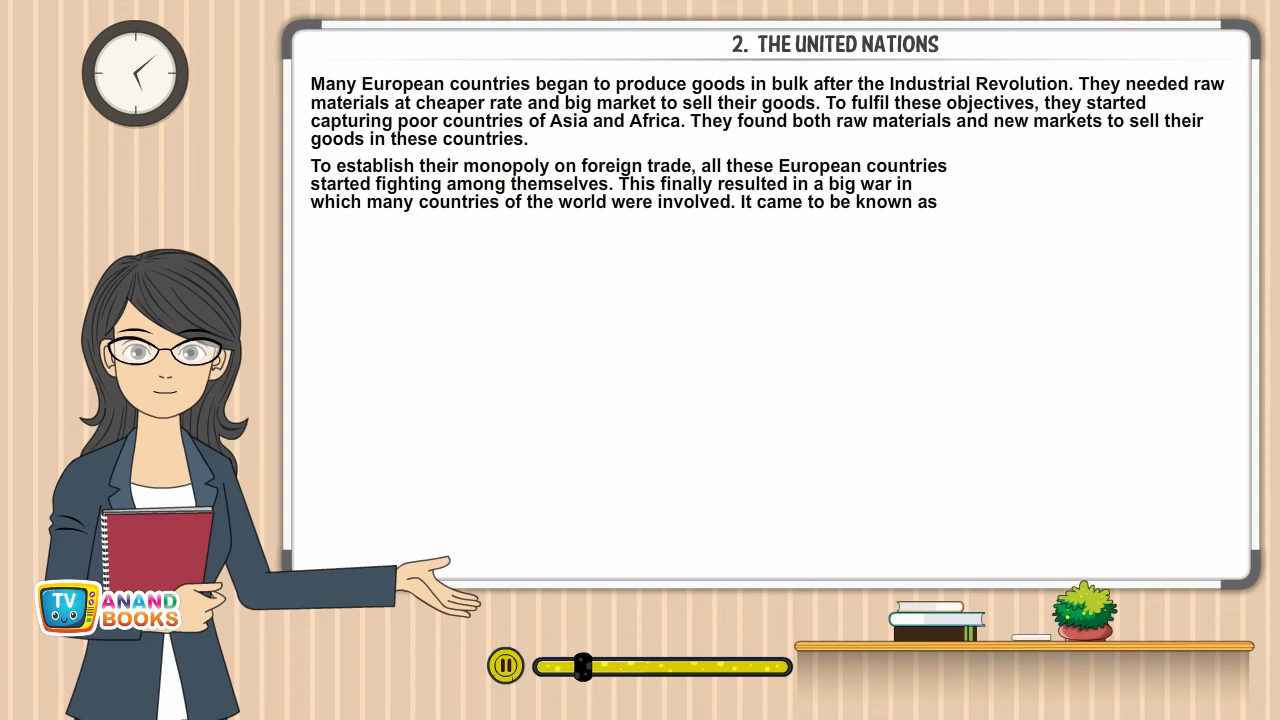 2. THE UNITED NATIONS
Many European countries began to produce goods in bulk after the Industrial Revolution. They needed raw
materials at cheaper rate and big market to sell their goods. To fulfil these objectives, they started
capturing poor countries of Asia and Africa. They found both raw materials and new markets to sell their
goods in these countries.
To establish their monopoly on foreign trade, all these European countries
started fighting among themselves. This finally resulted in a big war in
which many countries of the world were involved. It came to be known as
TV
ANAND
BOOKS